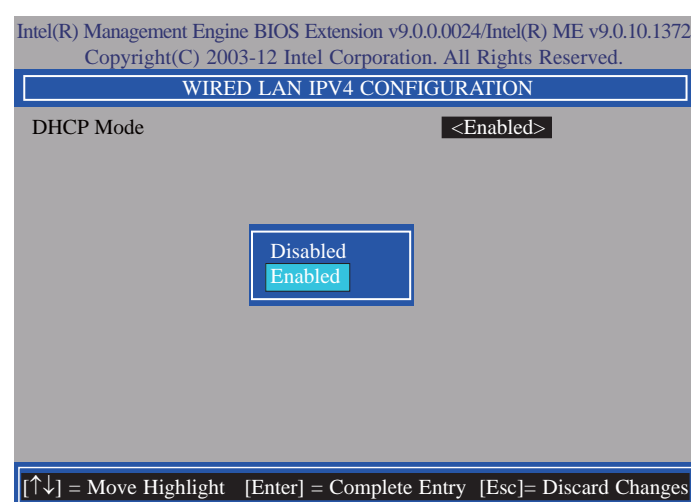 Intel(R) Management Engine BIOS Extension v9.0.0.0024/Intel(R) ME v9.0.10.1372
Copyright(C) 2003-12 Intel Corporation. All Rights Reserved.
WIRED LAN IPV4 CONFIGURATION
DHCP Mode <Enabled>
Disabled
Enabled
[↑↓] = Move Highlight [Enter] = Complete Entry [Esc]= Discard Changes